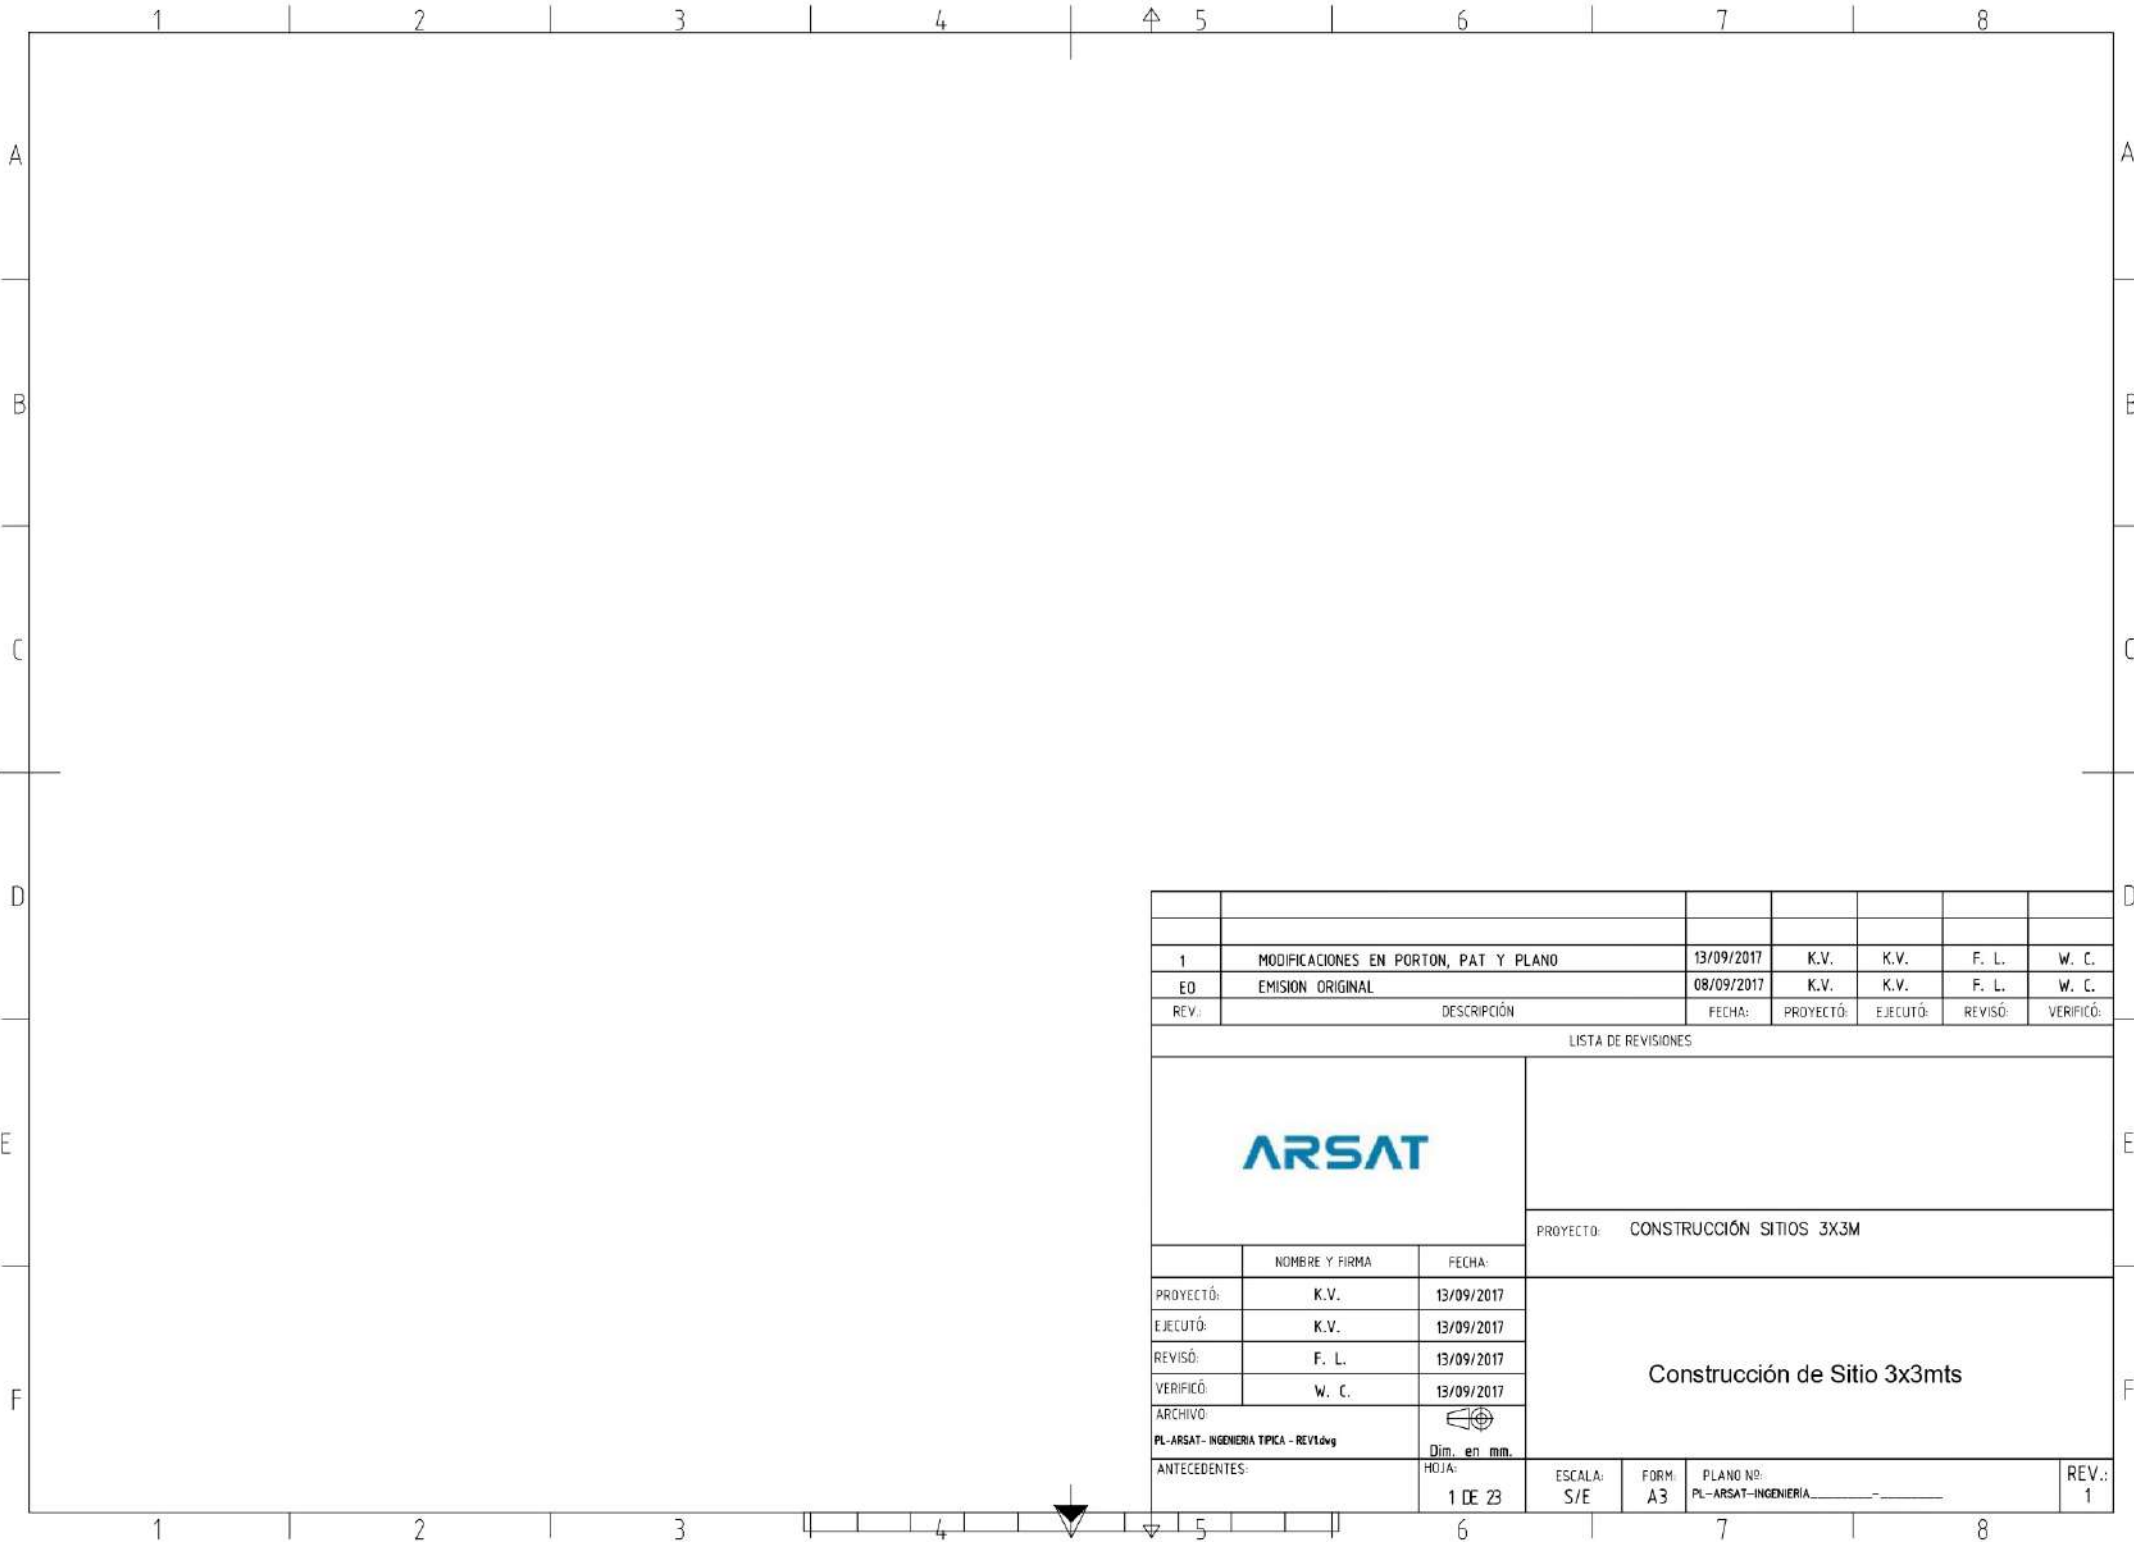 1 2 3 4 5 6 7 8
A A
B B
C C
D D
E E
F F
1 MODIFICACIONES EN PORTON, PAT Y PLANO 13/09/2017 K.V. K.V. F. L. W. C.
E0 EMISION ORIGINAL 08/09/2017 K.V. K.V. F. L. W. C.
REV.: DESCRIPCIÓN FECHA: PROYECTÓ: EJECUTÓ: REVISÓ: VERIFICÓ:
LISTA DE REVISIONES
ARSAT
PROYECTO: CONSTRUCCIÓN SITIOS 3X3M
NOMBRE Y FIRMA FECHA:
PROYECTÓ: K.V. 13/09/2017
EJECUTÓ: K.V. 13/09/2017
REVISÓ: F. L. 13/09/2017
VERIFICÓ: W. C. 13/09/2017
Construcción de Sitio 3x3mts
ARCHIVO:
PL-ARSAT- INGENIERIA TIPICA - REV1.dwg
Dim. en mm.
ANTECEDENTES:
HOJA:
1 DE 23
ESCALA:
S/E
FORM:
A3
PLANO Nº:
PL-ARSAT-INGENIERÍA_________-_________
REV.:
1
1 2 3 4 5 6 7 8